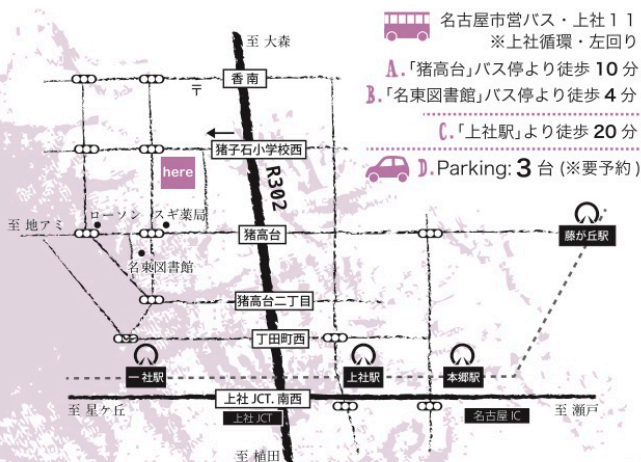 名古屋市営バス・上社11
※上社循環・左回り
A.「猪高台」バス停より徒歩 10 分
B.「名東図書館」バス停より徒歩 4 分
C.「上社駅」より徒歩 20 分
D. Parking: 3 台 (※要予約)
至 大森
香南
〒
猪子石小学校西
here
R302
至 地アミ
ローソン
スギ薬局
猪高台
藤が丘駅
名東図書館
猪高台二丁目
丁田町西
一社駅
上社駅
本郷駅
上社 JCT. 南西
至 星ケ丘
上社 JCT
名古屋 IC
至 瀬戸
至 植田